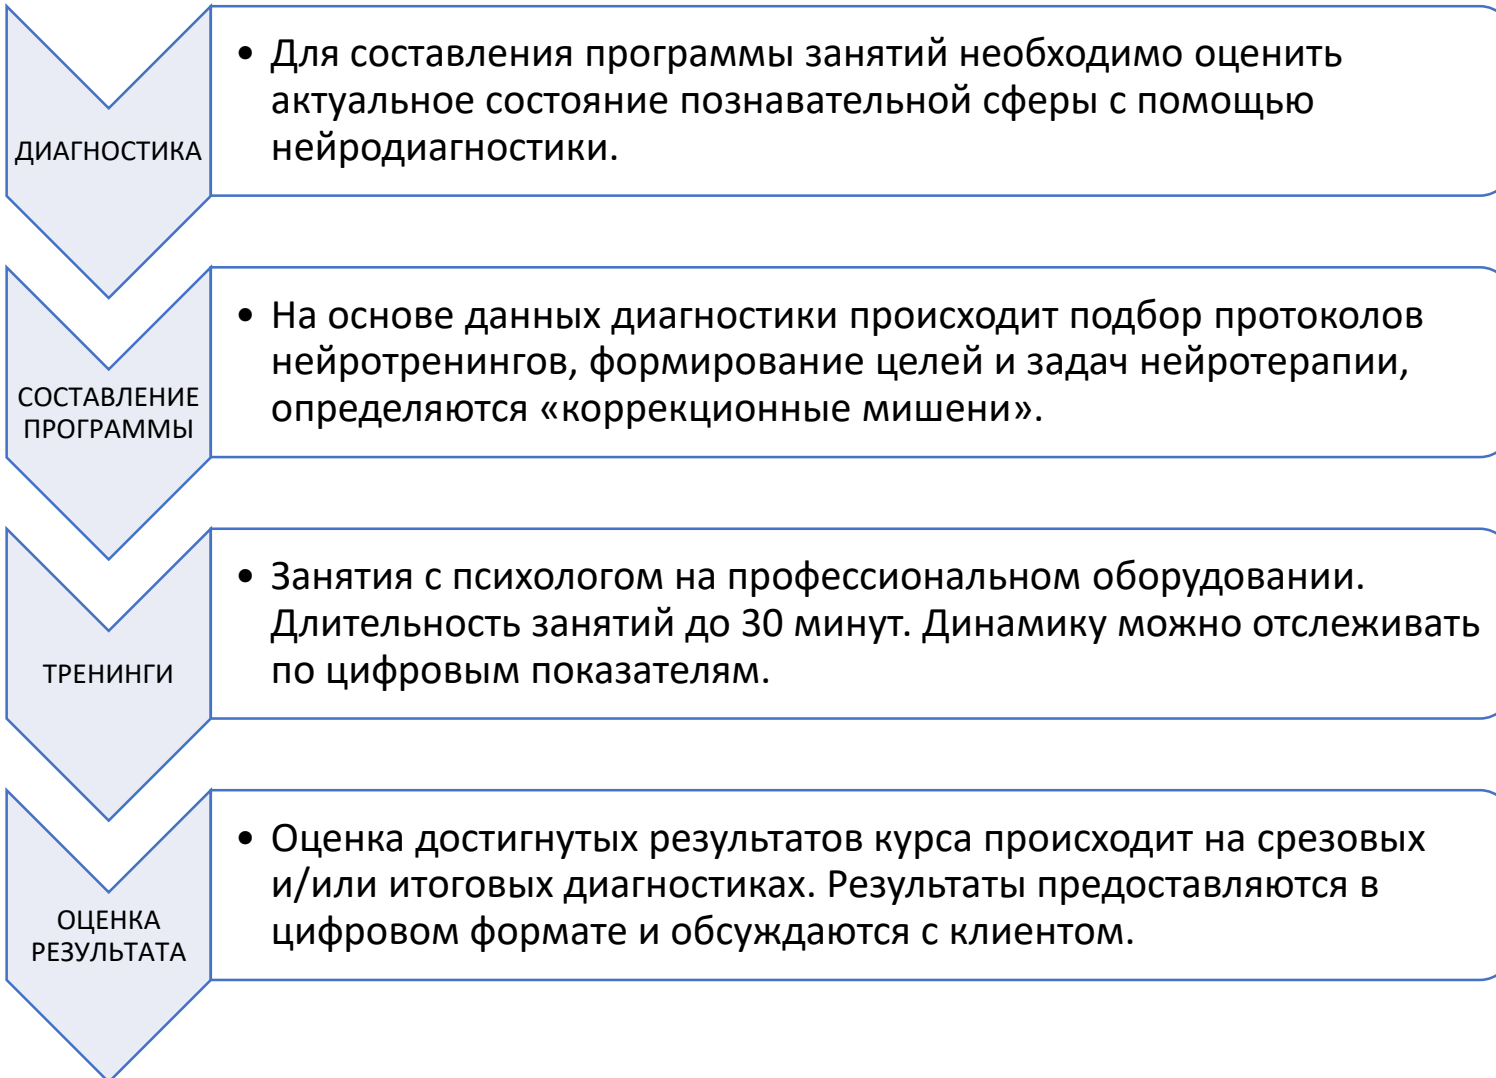 ДИАГНОСТИКА
• Для составления программы занятий необходимо оценить
актуальное состояние познавательной сферы с помощью
нейродиагностики.
СОСТАВЛЕНИЕ
ПРОГРАММЫ
• На основе данных диагностики происходит подбор протоколов
нейротренингов, формирование целей и задач нейротерапии,
определяются «коррекционные мишени».
ТРЕНИНГИ
• Занятия с психологом на профессиональном оборудовании.
Длительность занятий до 30 минут. Динамику можно отслеживать
по цифровым показателям.
ОЦЕНКА
РЕЗУЛЬТАТА
• Оценка достигнутых результатов курса происходит на срезовых
и/или итоговых диагностиках. Результаты предоставляются в
цифровом формате и обсуждаются с клиентом.